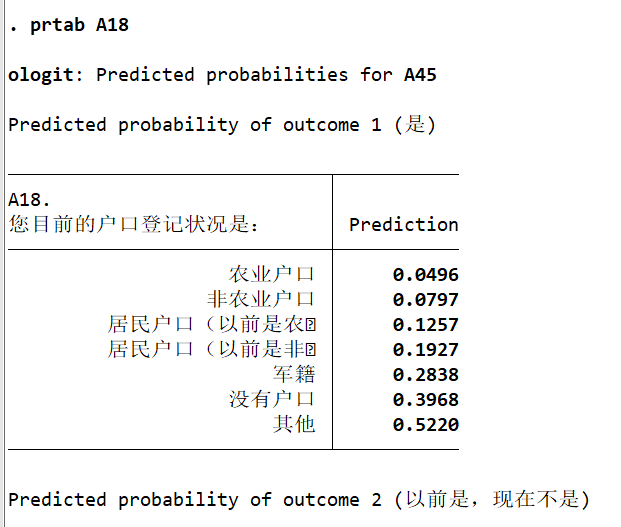 . prtab A18
ologit: Predicted probabilities for A45
Predicted probability of outcome 1 (是)
A18.
您目前的户口登记状况是: Prediction
农业户口 0.0496
非农业户口 0.0797
居民户口（以前是农 0.1257
居民户口（以前是非 0.1927
军籍 0.2838
没有户口 0.3968
其他 0.5220
Predicted probability of outcome 2 (以前是，现在不是)